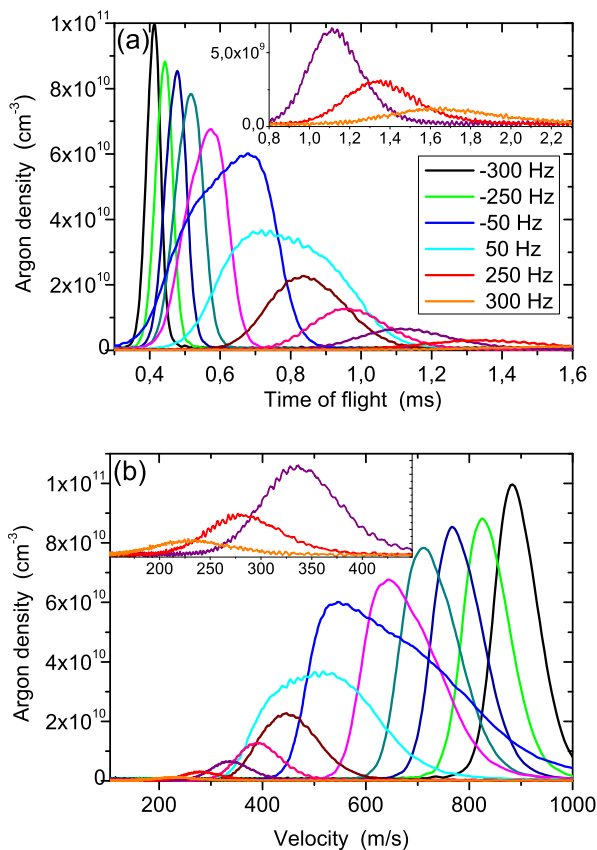 (a)
1x10¹¹
8x10¹⁰
6x10¹⁰
4x10¹⁰
2x10¹⁰
0
Argon density (cm⁻³)
5,0x10⁹
0,0
0,8 1,0 1,2 1,4 1,6 1,8 2,0 2,2
-300 Hz
-250 Hz
-50 Hz
50 Hz
250 Hz
300 Hz
0,4 0,6 0,8 1,0 1,2 1,4 1,6
Time of flight (ms)
(b)
1x10¹¹
8x10¹⁰
6x10¹⁰
4x10¹⁰
2x10¹⁰
0
Argon density (cm⁻³)
200 250 300 350 400
200 400 600 800 1000
Velocity (m/s)